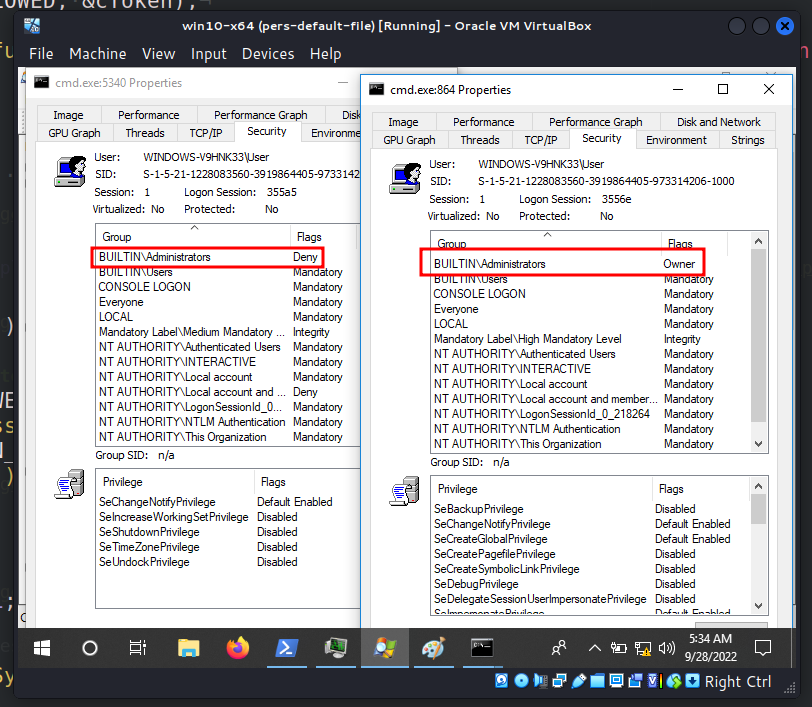 LOWED, &cToken),
win10-x64 (pers-default-file) [Running] - Oracle VM VirtualBox
File Machine View Input Devices Help
cmd.exe:5340 Properties
Image Performance Performance Graph Disk
GPU Graph Threads TCP/IP Security Environme
User: WINDOWS-V9HNK33\User
SID: S-1-5-21-1228083560-3919864405-9733142
Session: 1 Logon Session: 355a5
Virtualized: No Protected: No
Group Flags
BUILTIN\Administrators Deny
BUILTIN\Users Mandatory
CONSOLE LOGON Mandatory
Everyone Mandatory
LOCAL Mandatory
Mandatory Label\Medium Mandatory ... Integrity
NT AUTHORITY\Authenticated Users Mandatory
NT AUTHORITY\INTERACTIVE Mandatory
NT AUTHORITY\Local account Mandatory
NT AUTHORITY\Local account and ... Deny
NT AUTHORITY\LogonSessionId_0... Mandatory
NT AUTHORITY\NTLM Authentication Mandatory
NT AUTHORITY\This Organization Mandatory
Group SID: n/a
Privilege Flags
SeChangeNotifyPrivilege Default Enabled
SeIncreaseWorkingSetPrivilege Disabled
SeShutdownPrivilege Disabled
SeTimeZonePrivilege Disabled
SeUndockPrivilege Disabled
cmd.exe:864 Properties
Image Performance Performance Graph Disk and Network
GPU Graph Threads TCP/IP Security Environment Strings
User: WINDOWS-V9HNK33\User
SID: S-1-5-21-1228083560-3919864405-973314206-1000
Session: 1 Logon Session: 3556e
Virtualized: No Protected: No
Group Flags
BUILTIN\Administrators Owner
BUILTIN\Users Mandatory
CONSOLE LOGON Mandatory
Everyone Mandatory
LOCAL Mandatory
Mandatory Label\High Mandatory Level Integrity
NT AUTHORITY\Authenticated Users Mandatory
NT AUTHORITY\INTERACTIVE Mandatory
NT AUTHORITY\Local account Mandatory
NT AUTHORITY\Local account and member... Mandatory
NT AUTHORITY\LogonSessionId_0_218264 Mandatory
NT AUTHORITY\NTLM Authentication Mandatory
NT AUTHORITY\This Organization Mandatory
Group SID: n/a
Privilege Flags
SeBackupPrivilege Disabled
SeChangeNotifyPrivilege Default Enabled
SeCreateGlobalPrivilege Default Enabled
SeCreatePagefilePrivilege Disabled
SeCreateSymbolicLinkPrivilege Disabled
SeDebugPrivilege Disabled
SeDelegateSessionUserImpersonatePrivilege Disabled
SeImpersonatePrivilege Default Enabled
5:34 AM
9/28/2022
Right Ctrl